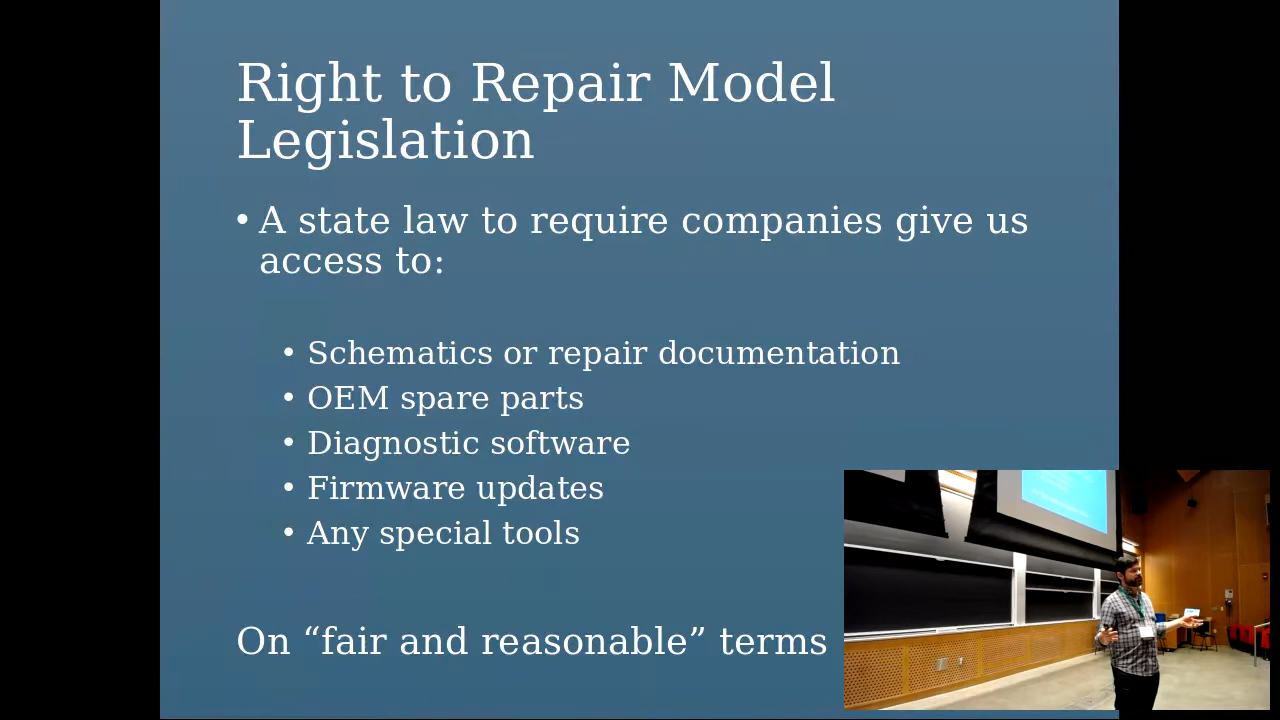 Right to Repair Model
Legislation
• A state law to require companies give us
access to:
• Schematics or repair documentation
• OEM spare parts
• Diagnostic software
• Firmware updates
• Any special tools
On “fair and reasonable” terms